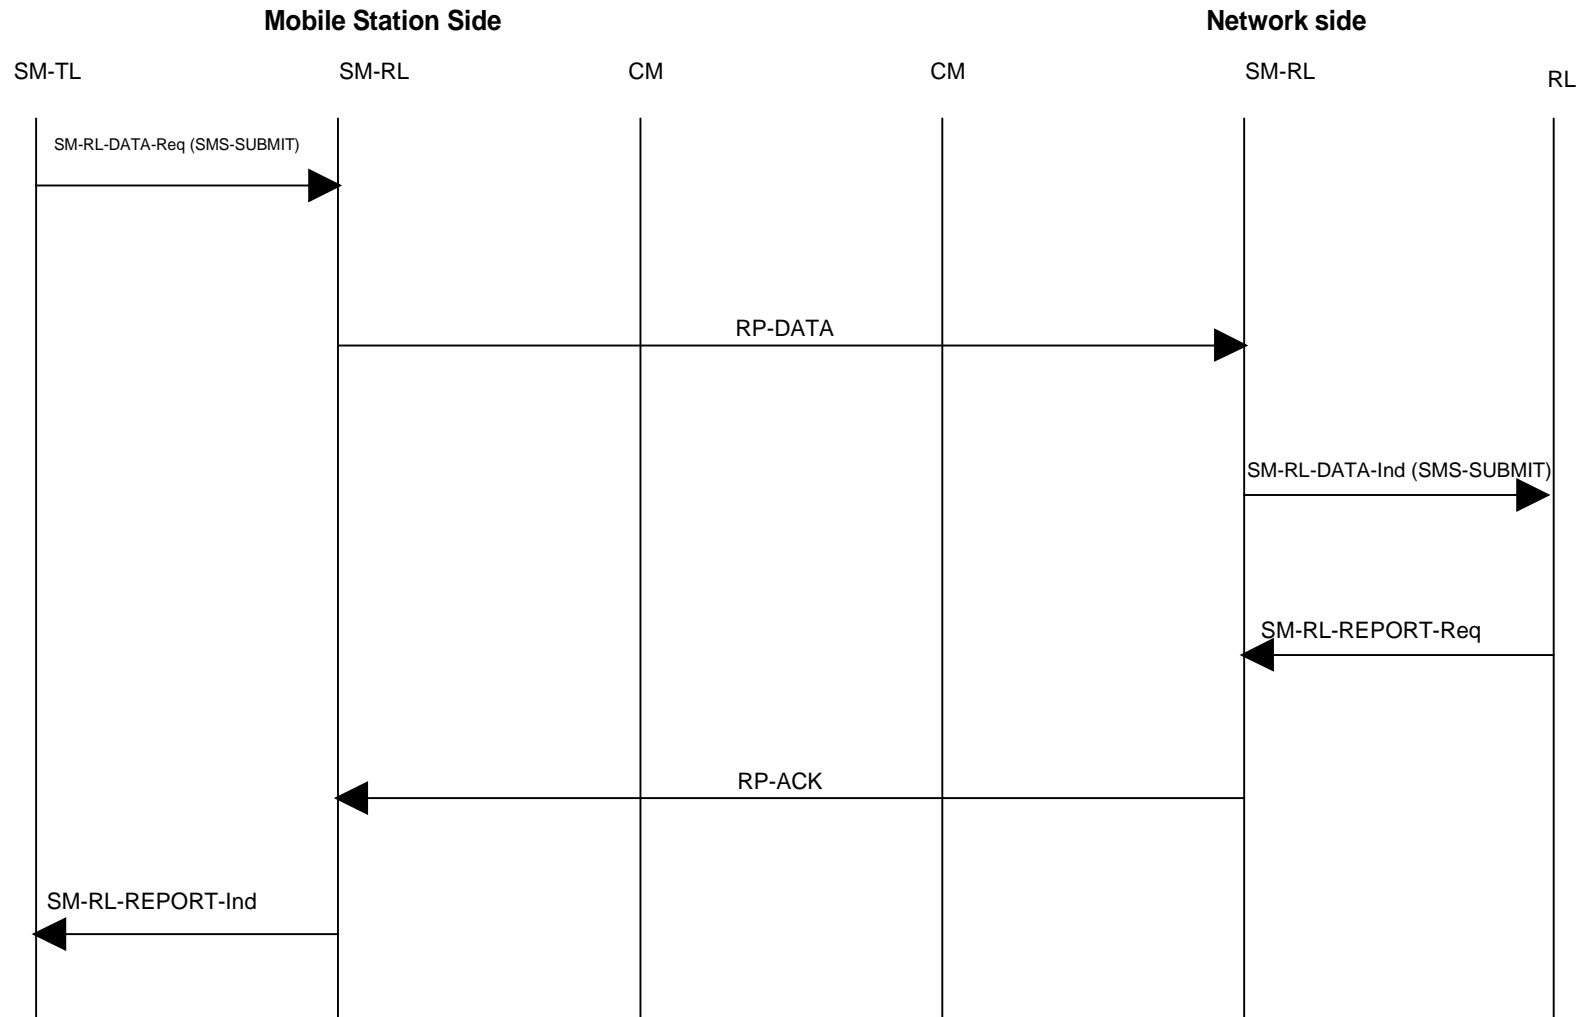 Mobile Station Side
Network side
SM-TL
SM-RL
CM
CM
SM-RL
RL
SM-RL-DATA-Req (SMS-SUBMIT)
RP-DATA
SM-RL-DATA-Ind (SMS-SUBMIT)
SM-RL-REPORT-Req
RP-ACK
SM-RL-REPORT-Ind